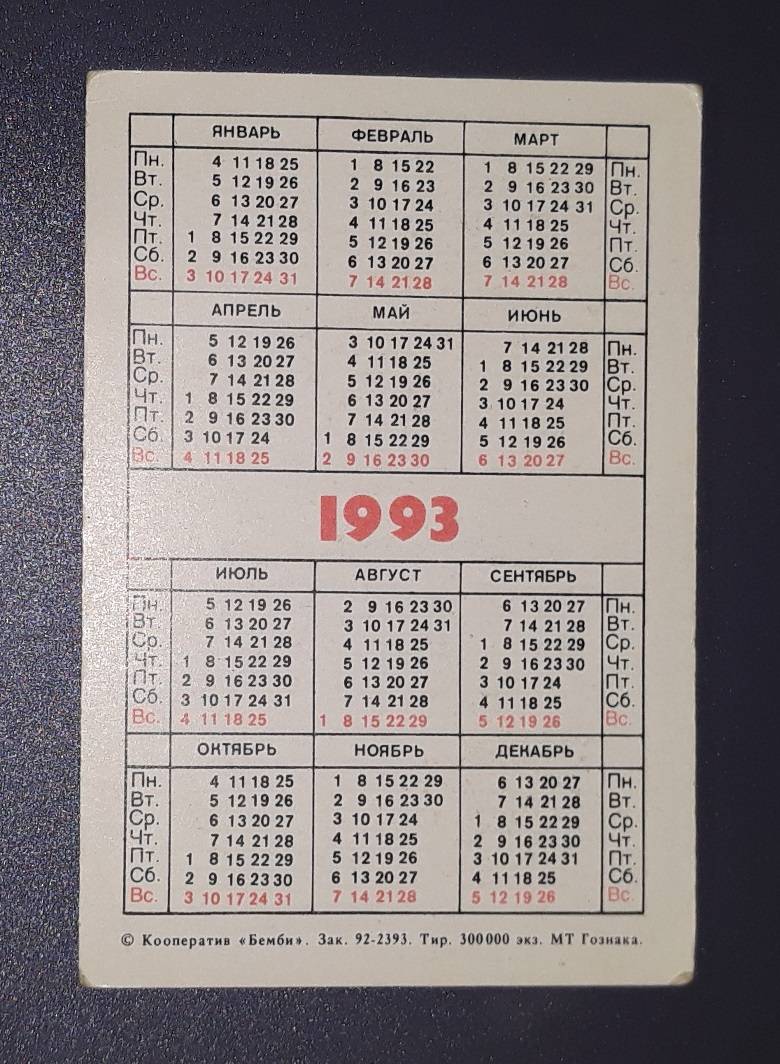 ЯНВАРЬ ФЕВРАЛЬ МАРТ
Пн. 4 11 18 25 1 8 15 22 1 8 15 22 29 Пн.
Вт. 5 12 19 26 2 9 16 23 2 9 16 23 30 Вт.
Ср. 6 13 20 27 3 10 17 24 3 10 17 24 31 Ср.
Чт. 7 14 21 28 4 11 18 25 4 11 18 25 Чт.
Пт. 1 8 15 22 29 5 12 19 26 5 12 19 26 Пт.
Сб. 2 9 16 23 30 6 13 20 27 6 13 20 27 Сб.
Вс. 3 10 17 24 31 7 14 21 28 7 14 21 28 Вс.
АПРЕЛЬ МАЙ ИЮНЬ
Пн. 5 12 19 26 3 10 17 24 31 7 14 21 28 Пн.
Вт. 6 13 20 27 4 11 18 25 1 8 15 22 29 Вт.
Ср. 7 14 21 28 5 12 19 26 2 9 16 23 30 Ср.
Чт. 1 8 15 22 29 6 13 20 27 3 10 17 24 Чт.
Пт. 2 9 16 23 30 7 14 21 28 4 11 18 25 Пт.
Сб. 3 10 17 24 1 8 15 22 29 5 12 19 26 Сб.
Вс. 4 11 18 25 2 9 16 23 30 6 13 20 27 Вс.
1993
ИЮЛЬ АВГУСТ СЕНТЯБРЬ
Пн. 5 12 19 26 2 9 16 23 30 6 13 20 27 Пн.
Вт. 6 13 20 27 3 10 17 24 31 7 14 21 28 Вт.
Ср. 7 14 21 28 4 11 18 25 1 8 15 22 29 Ср.
Чт. 1 8 15 22 29 5 12 19 26 2 9 16 23 30 Чт.
Пт. 2 9 16 23 30 6 13 20 27 3 10 17 24 Пт.
Сб. 3 10 17 24 31 7 14 21 28 4 11 18 25 Сб.
Вс. 4 11 18 25 1 8 15 22 29 5 12 19 26 Вс.
ОКТЯБРЬ НОЯБРЬ ДЕКАБРЬ
Пн. 4 11 18 25 1 8 15 22 29 6 13 20 27 Пн.
Вт. 5 12 19 26 2 9 16 23 30 7 14 21 28 Вт.
Ср. 6 13 20 27 3 10 17 24 1 8 15 22 29 Ср.
Чт. 7 14 21 28 4 11 18 25 2 9 16 23 30 Чт.
Пт. 1 8 15 22 29 5 12 19 26 3 10 17 24 31 Пт.
Сб. 2 9 16 23 30 6 13 20 27 4 11 18 25 Сб.
Вс. 3 10 17 24 31 7 14 21 28 5 12 19 26 Вс.
© Кооператив «Бемби». Зак. 92-2393. Тир. 300000 экз. МТ Гознака.